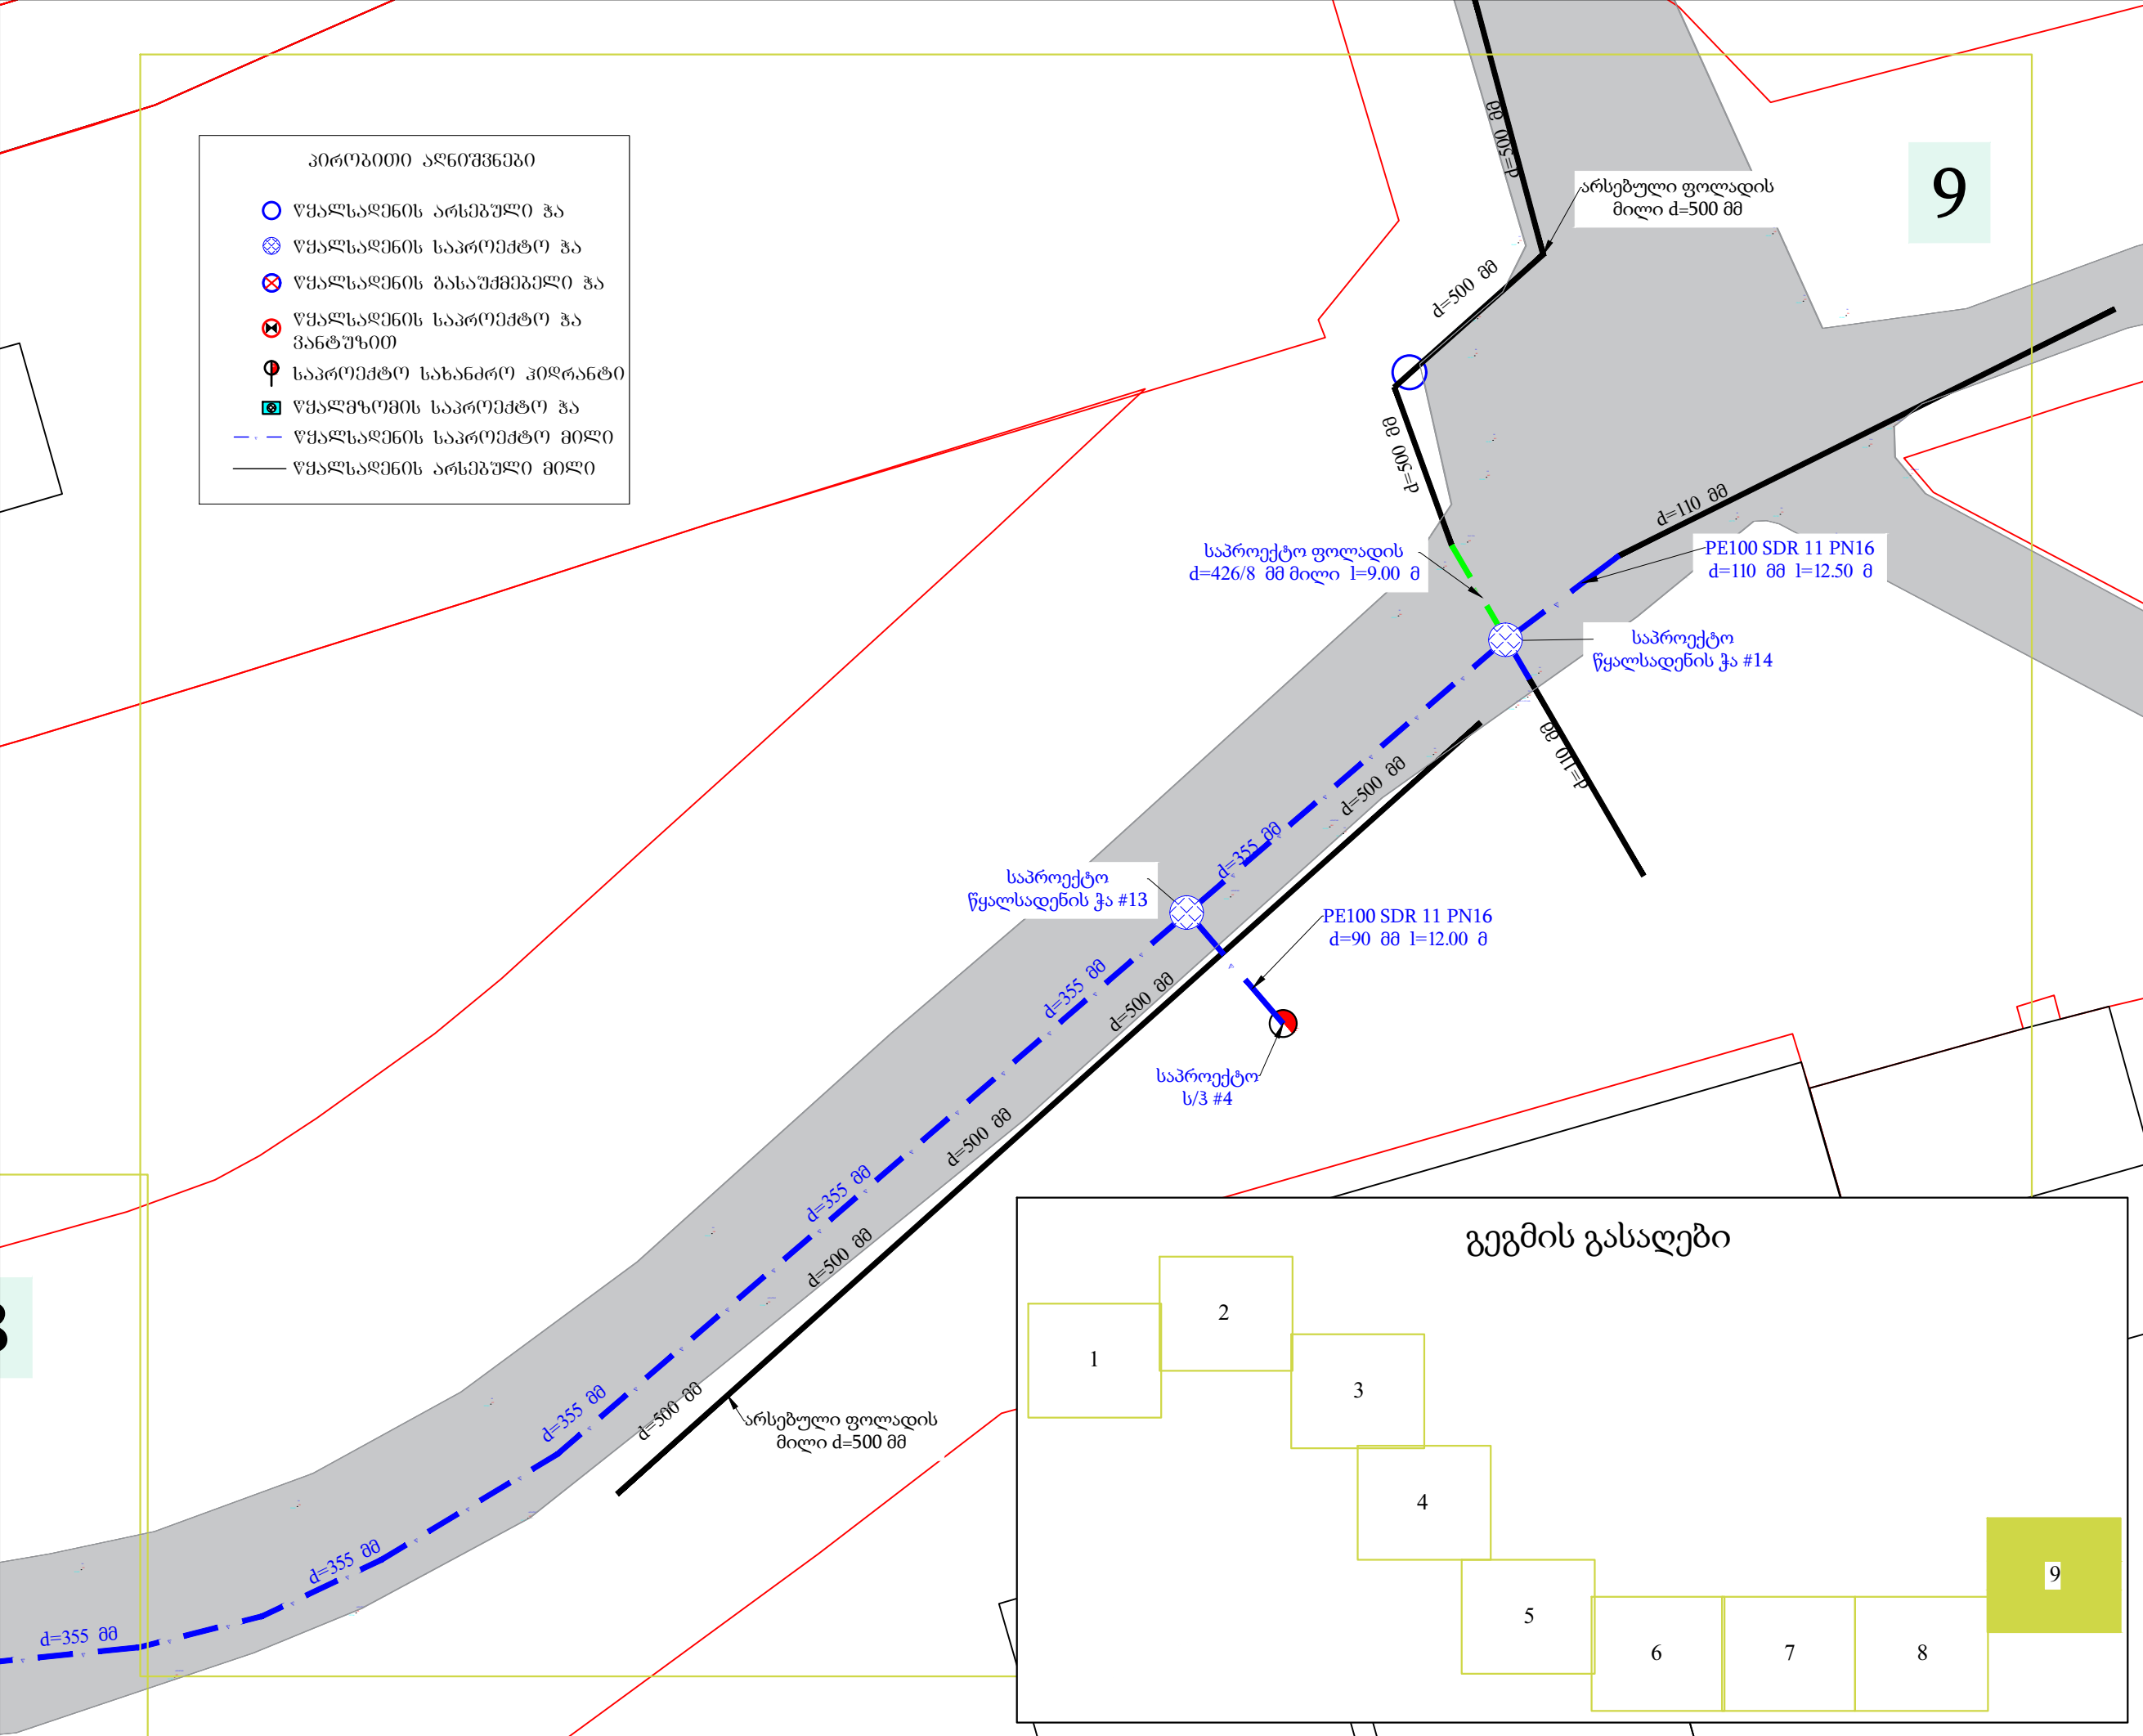 პირობითი აღნიშვნები
წყალსადენის არსებული ჭა
წყალსადენის საპროექტო ჭა
წყალსადენის გასაუქმებელი ჭა
წყალსადენის საპროექტო ჭა
ვანტუზით
საპროექტო სახანძრო ჰიდრანტი
წყალმზომის საპროექტო ჭა
წყალსადენის საპროექტო მილი
წყალსადენის არსებული მილი
d=500 მმ
არსებული ფოლადის
მილი d=500 მმ
9
d=500 მმ
d=500 მმ
d=110 მმ
საპროექტო ფოლადის
d=426/8 მმ მილი l=9.00 მ
PE100 SDR 11 PN16
d=110 მმ l=12.50 მ
საპროექტო
წყალსადენის ჭა #14
d=110 მმ
d=500 მმ
d=355 მმ
საპროექტო
წყალსადენის ჭა #13
PE100 SDR 11 PN16
d=90 მმ l=12.00 მ
d=355 მმ
d=500 მმ
საპროექტო
ს/ჰ #4
d=500 მმ
d=355 მმ
d=500 მმ
d=355 მმ
d=500 მმ
არსებული ფოლადის
მილი d=500 მმ
d=355 მმ
d=355 მმ
გეგმის გასაღები
1
2
3
4
5
6
7
8
9